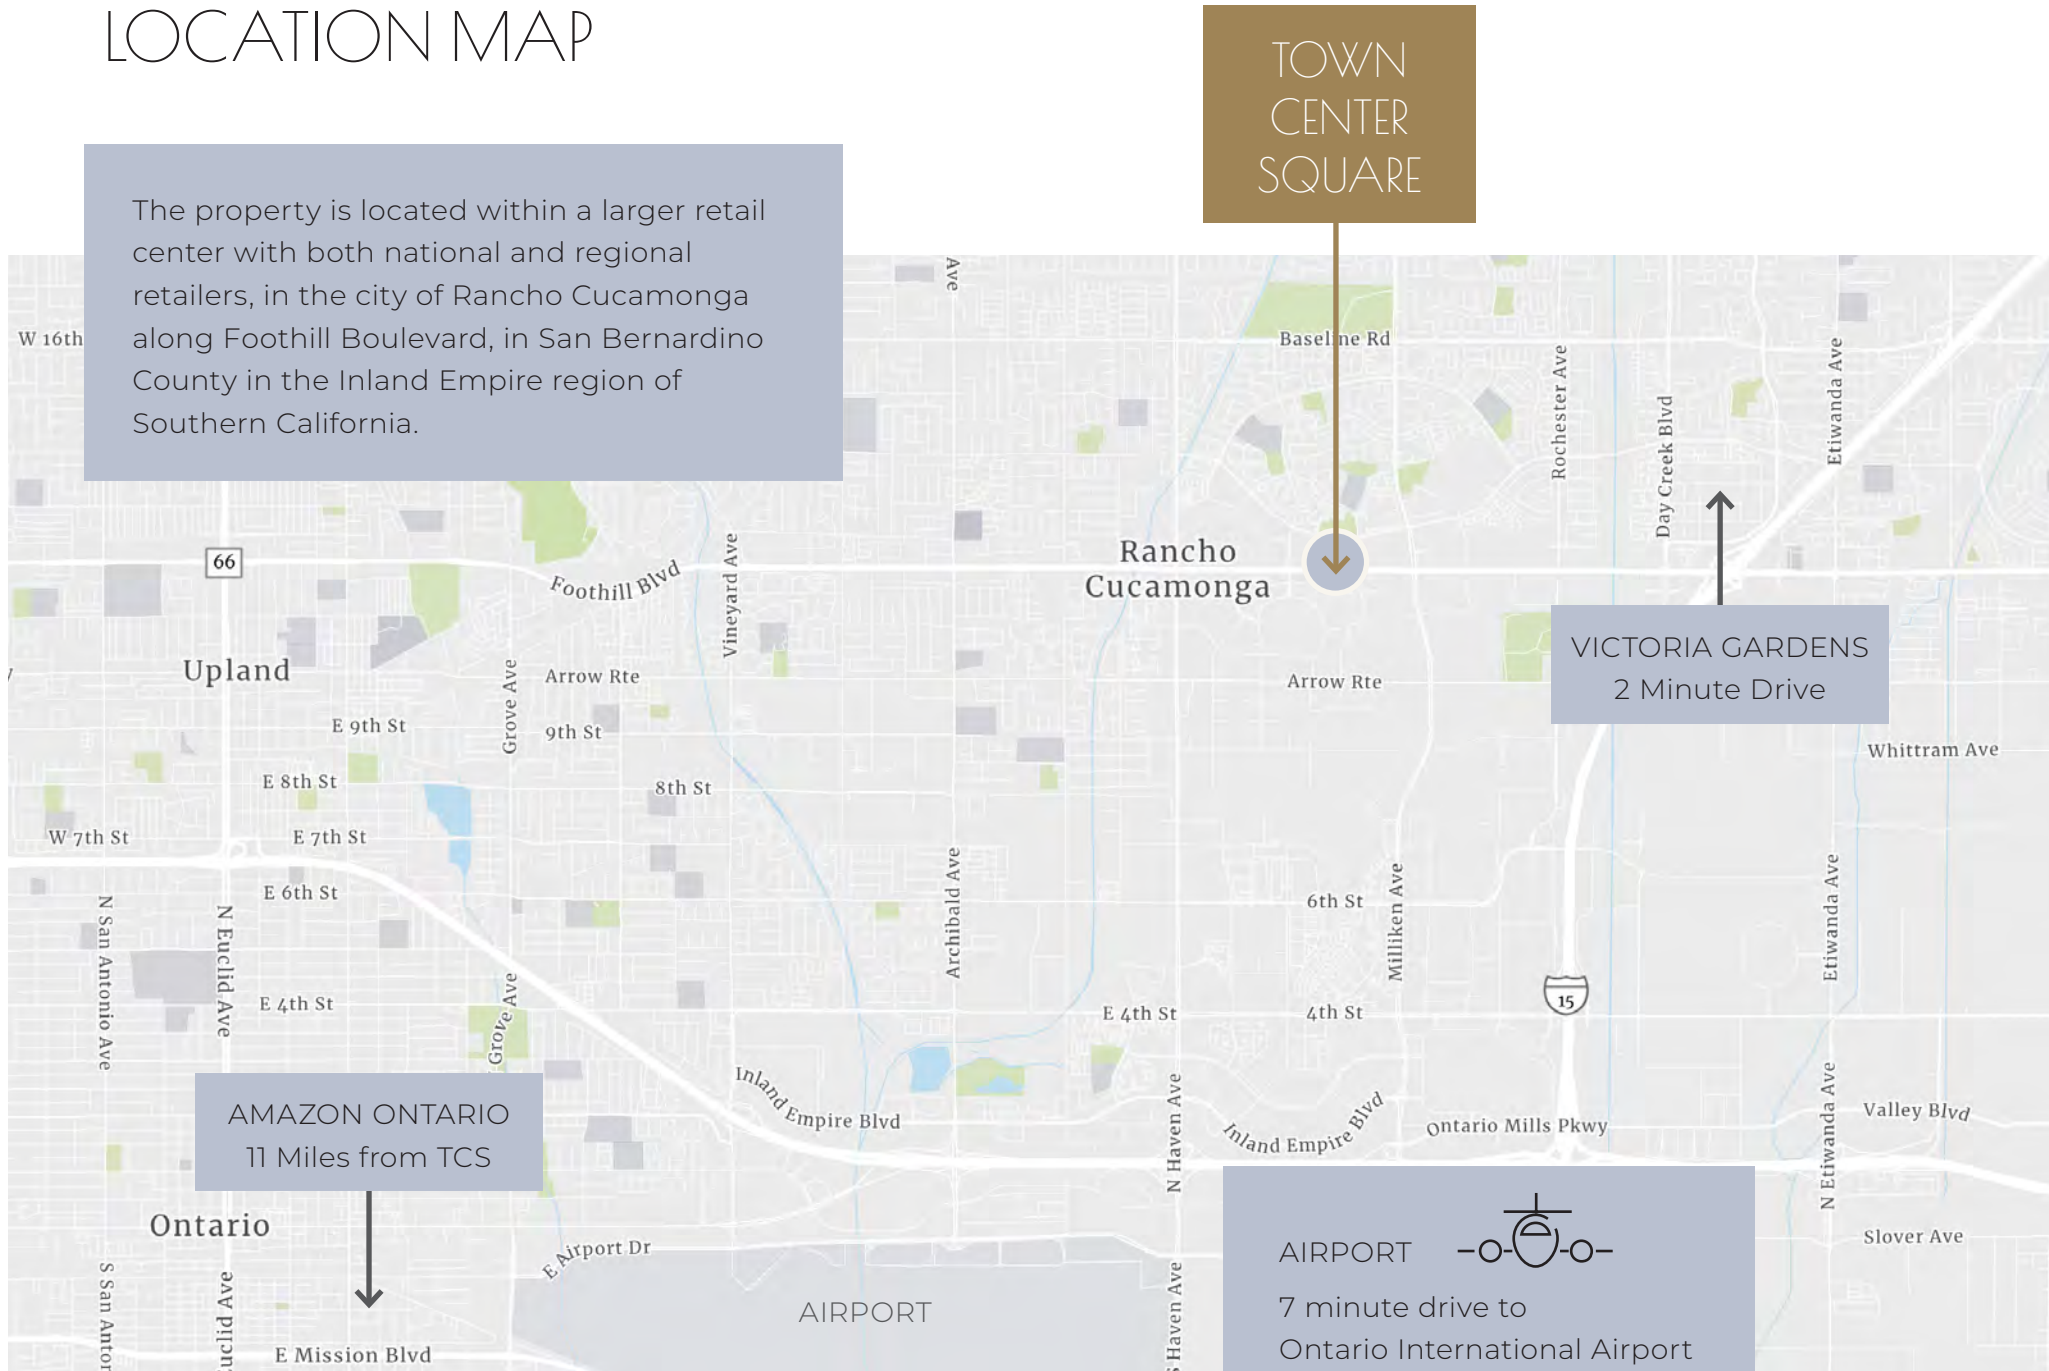 LOCATION MAP
TOWN
CENTER
SQUARE
The property is located within a larger retail
center with both national and regional
retailers, in the city of Rancho Cucamonga
along Foothill Boulevard, in San Bernardino
County in the Inland Empire region of
Southern California.
Ave
W 16th
Baseline Rd
Rochester Ave
Day Creek Blvd
Etiwanda Ave
66
Foothill Blvd
Vineyard Ave
Rancho
Cucamonga
VICTORIA GARDENS
2 Minute Drive
Upland
Grove Ave
Arrow Rte
Arrow Rte
E 9th St
9th St
Whittram Ave
E 8th St
8th St
W 7th St
E 7th St
E 6th St
6th St
N San Antonio Ave
N Euclid Ave
Archibald Ave
Milliken Ave
Etiwanda Ave
15
E 4th St
Grove Ave
E 4th St
4th St
Inland Empire Blvd
N Haven Ave
Inland Empire Blvd
Ontario Mills Pkwy
N Etiwanda Ave
Valley Blvd
AMAZON ONTARIO
11 Miles from TCS
Ontario
E Airport Dr
Slover Ave
AIRPORT
7 minute drive to
Ontario International Airport
AIRPORT
S San Anton
uclid Ave
Haven Ave
E Mission Blvd